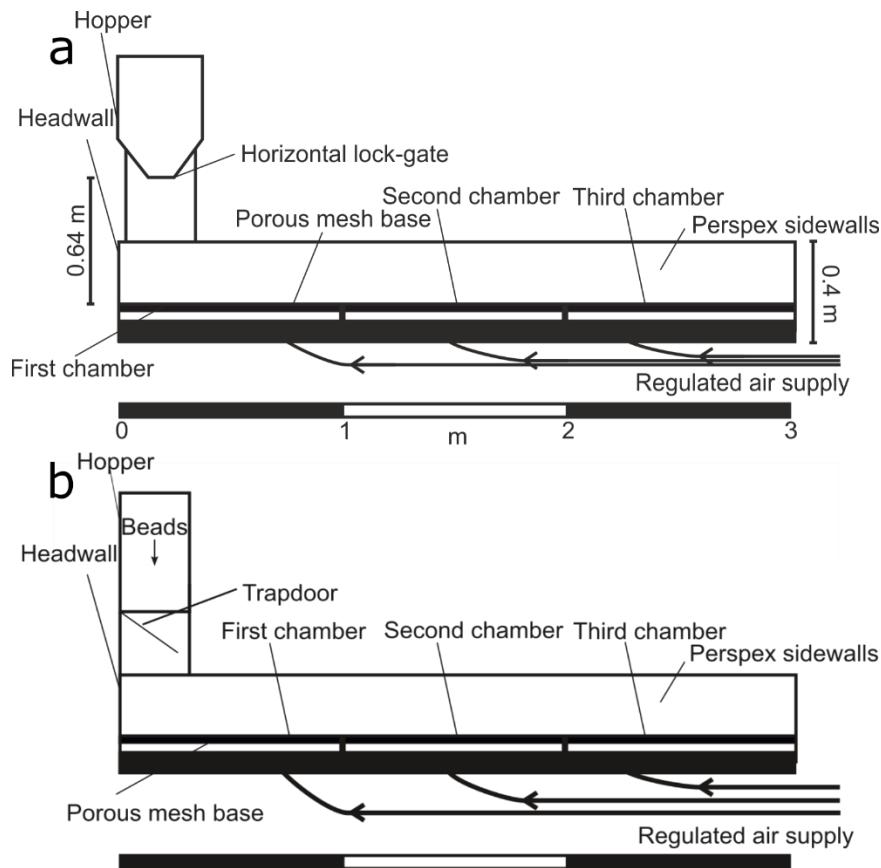 Hopper
a
Headwall
Horizontal lock-gate
Second chamber
Third chamber
Porous mesh base
Perspex sidewalls
0.64 m
0.4 m
First chamber
Regulated air supply
0
1
m
2
3
Hopper
b
Beads
Headwall
Trapdoor
First chamber
Second chamber
Third chamber
Perspex sidewalls
Porous mesh base
Regulated air supply